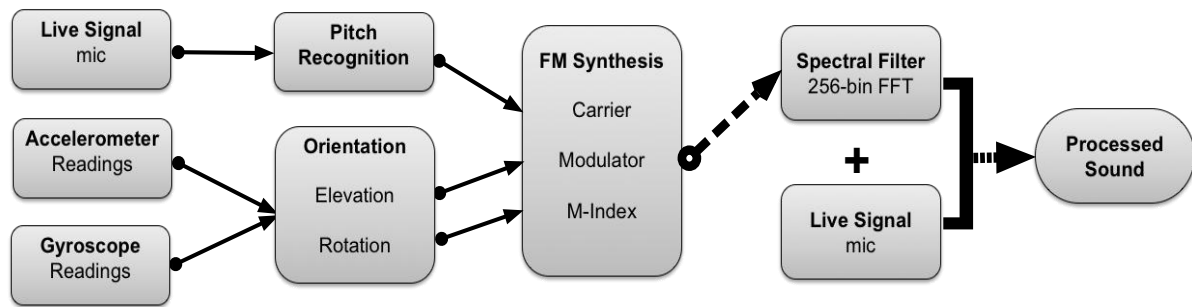 Live Signal
mic
Pitch
Recognition
Accelerometer
Readings
Gyroscope
Readings
Orientation
Elevation
Rotation
FM Synthesis
Carrier
Modulator
M-Index
Spectral Filter
256-bin FFT
+
Live Signal
mic
Processed
Sound